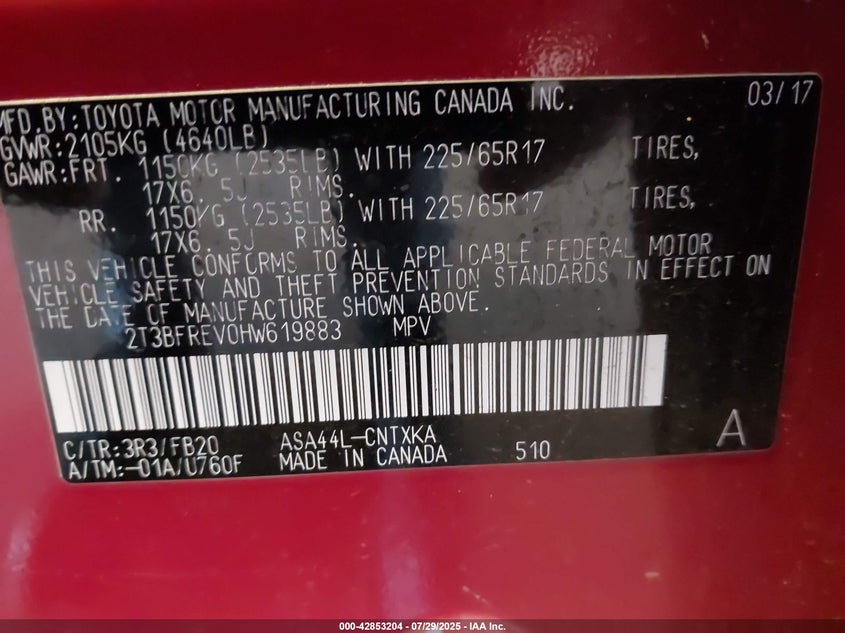 MFD.BY:TOYOTA MOTOR MANUFACTURING CANADA INC. 03/17
GVWR:2105KG (4640LB)
GAWR:FRT. 1150KG (2535LB) WITH 225/65R17 TIRES,
17X6.5J RIMS.
RR. 1150KG (2535LB) WITH 225/65R17 TIRES,
17X6.5J RIMS.
THIS VEHICLE CONFORMS TO ALL APPLICABLE FEDERAL MOTOR
VEHICLE SAFETY AND THEFT PREVENTION STANDARDS IN EFFECT ON
THE DATE OF MANUFACTURE SHOWN ABOVE.
2T3BFREV0HW619883 MPV
C/TR:3R3/FB20 ASA44L-CNTXKA A
A/TM:-01A/U760F MADE IN CANADA 510
000-42853204 - 07/29/2025 - IAA Inc.